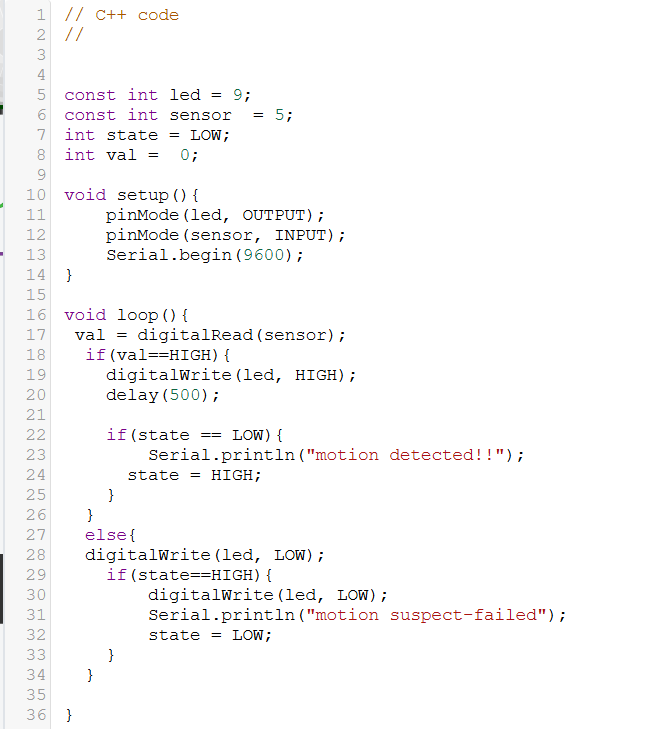 1 // C++ code
2 //
3
4
5 const int led = 9;
6 const int sensor  = 5;
7 int state = LOW;
8 int val =  0;
9
10 void setup(){
11     pinMode(led, OUTPUT);
12     pinMode(sensor, INPUT);
13     Serial.begin(9600);
14 }
15
16 void loop(){
17  val = digitalRead(sensor);
18   if(val==HIGH){
19     digitalWrite(led, HIGH);
20     delay(500);
21
22     if(state == LOW){
23         Serial.println("motion detected!!");
24       state = HIGH;
25     }
26   }
27   else{
28   digitalWrite(led, LOW);
29     if(state==HIGH){
30         digitalWrite(led, LOW);
31         Serial.println("motion suspect-failed");
32         state = LOW;
33     }
34   }
35
36 }